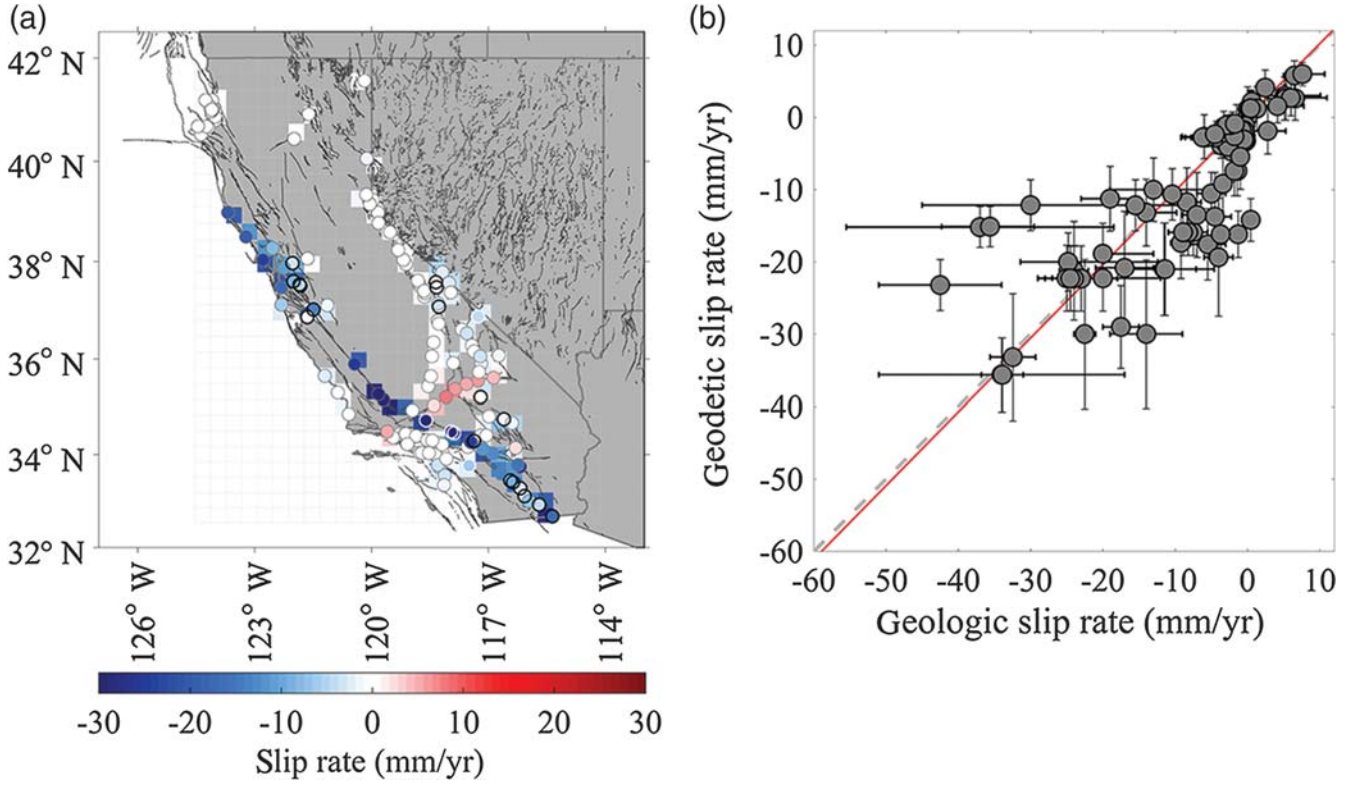 (a)
42° N
40° N
38° N
36° N
34° N
32° N
126° W
123° W
120° W
117° W
114° W
-30 -20 -10 0 10 20 30
Slip rate (mm/yr)
(b)
10
0
-10
-20
-30
-40
-50
-60
Geodetic slip rate (mm/yr)
-60 -50 -40 -30 -20 -10 0 10
Geologic slip rate (mm/yr)